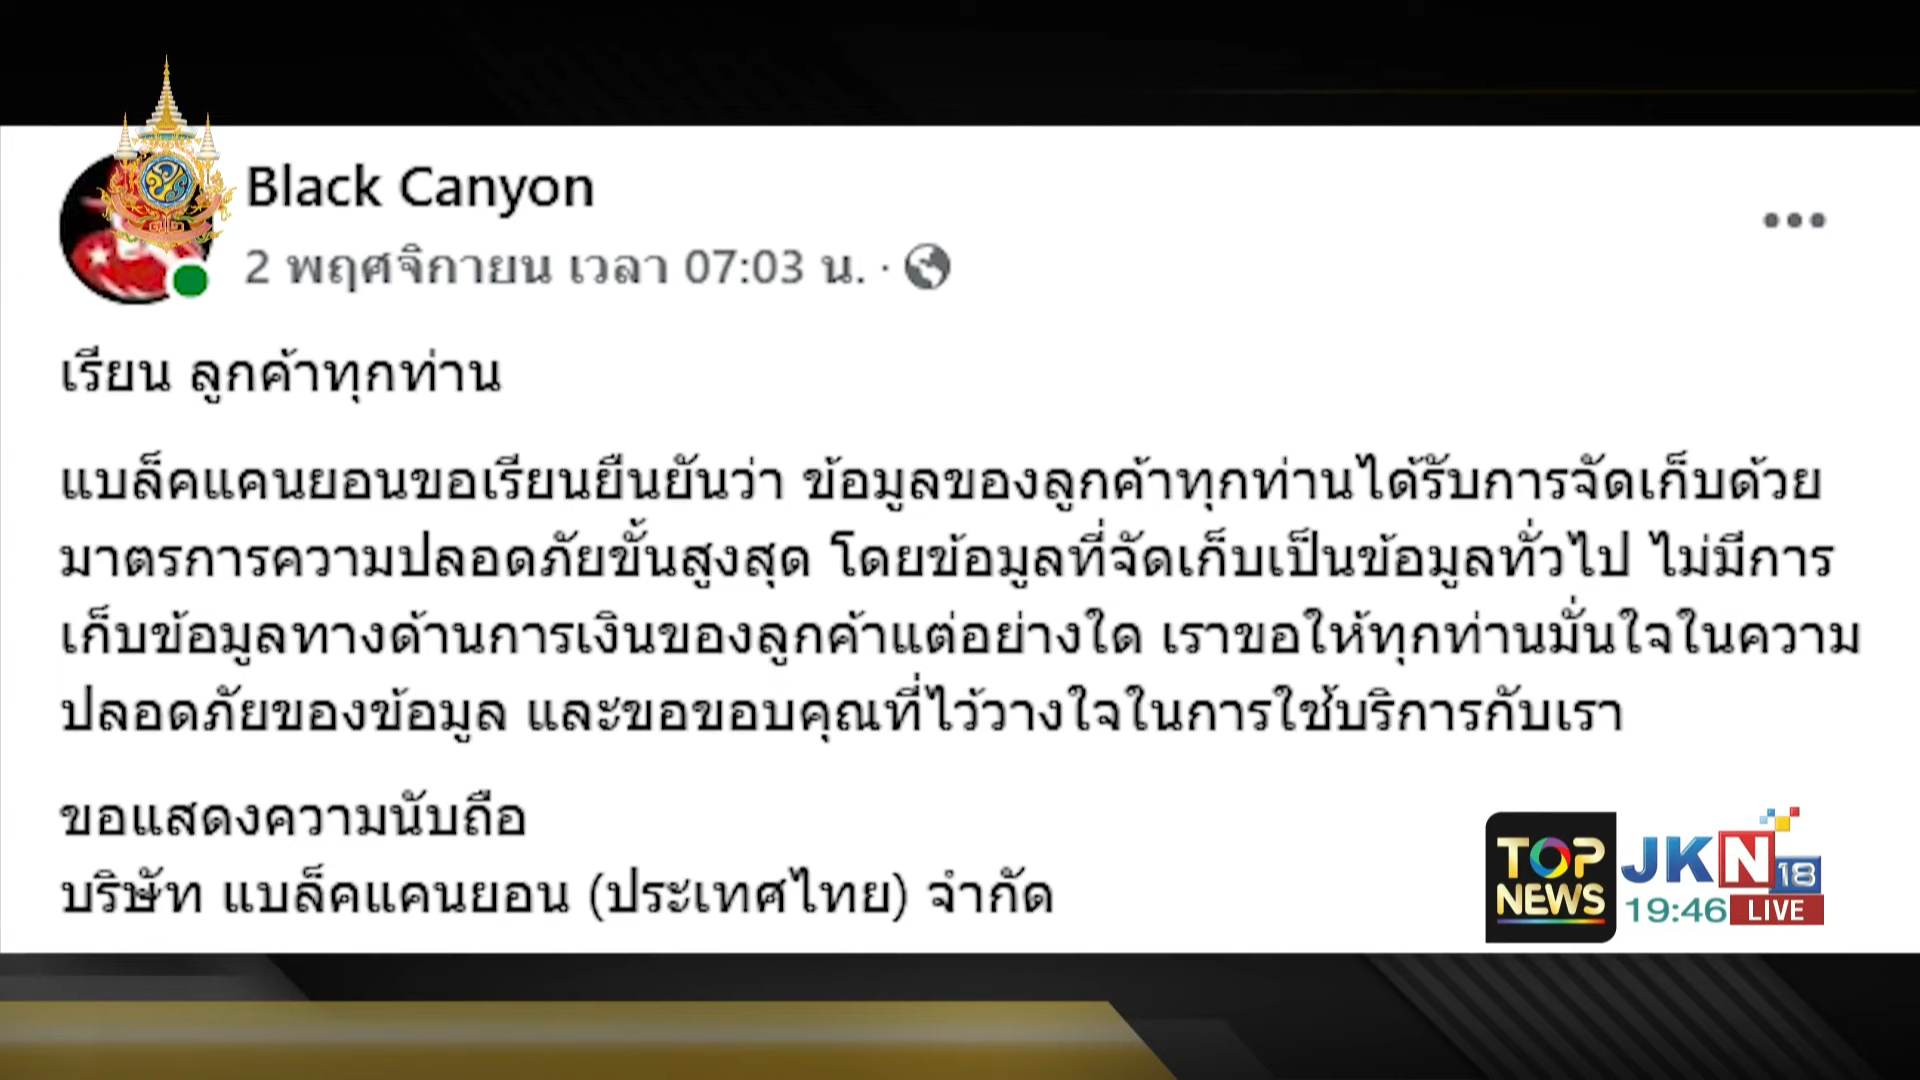 Black Canyon
2 พฤศจิกายน เวลา 07:03 น. ·
เรียน ลูกค้าทุกท่าน
แบล็คแคนยอนขอเรียนยืนยันว่า ข้อมูลของลูกค้าทุกท่านได้รับการจัดเก็บด้วย
มาตรการความปลอดภัยขั้นสูงสุด โดยข้อมูลที่จัดเก็บเป็นข้อมูลทั่วไป ไม่มีการ
เก็บข้อมูลทางด้านการเงินของลูกค้าแต่อย่างใด เราขอให้ทุกท่านมั่นใจในความ
ปลอดภัยของข้อมูล และขอขอบคุณที่ไว้วางใจในการใช้บริการกับเรา
ขอแสดงความนับถือ
บริษัท แบล็คแคนยอน (ประเทศไทย) จำกัด
TOP NEWS
JKN 18
19:46 LIVE